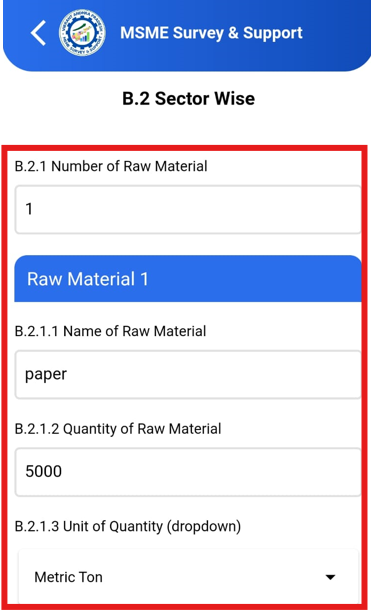 MSME Survey & Support
B.2 Sector Wise
B.2.1 Number of Raw Material
1
Raw Material 1
B.2.1.1 Name of Raw Material
paper
B.2.1.2 Quantity of Raw Material
5000
B.2.1.3 Unit of Quantity (dropdown)
Metric Ton